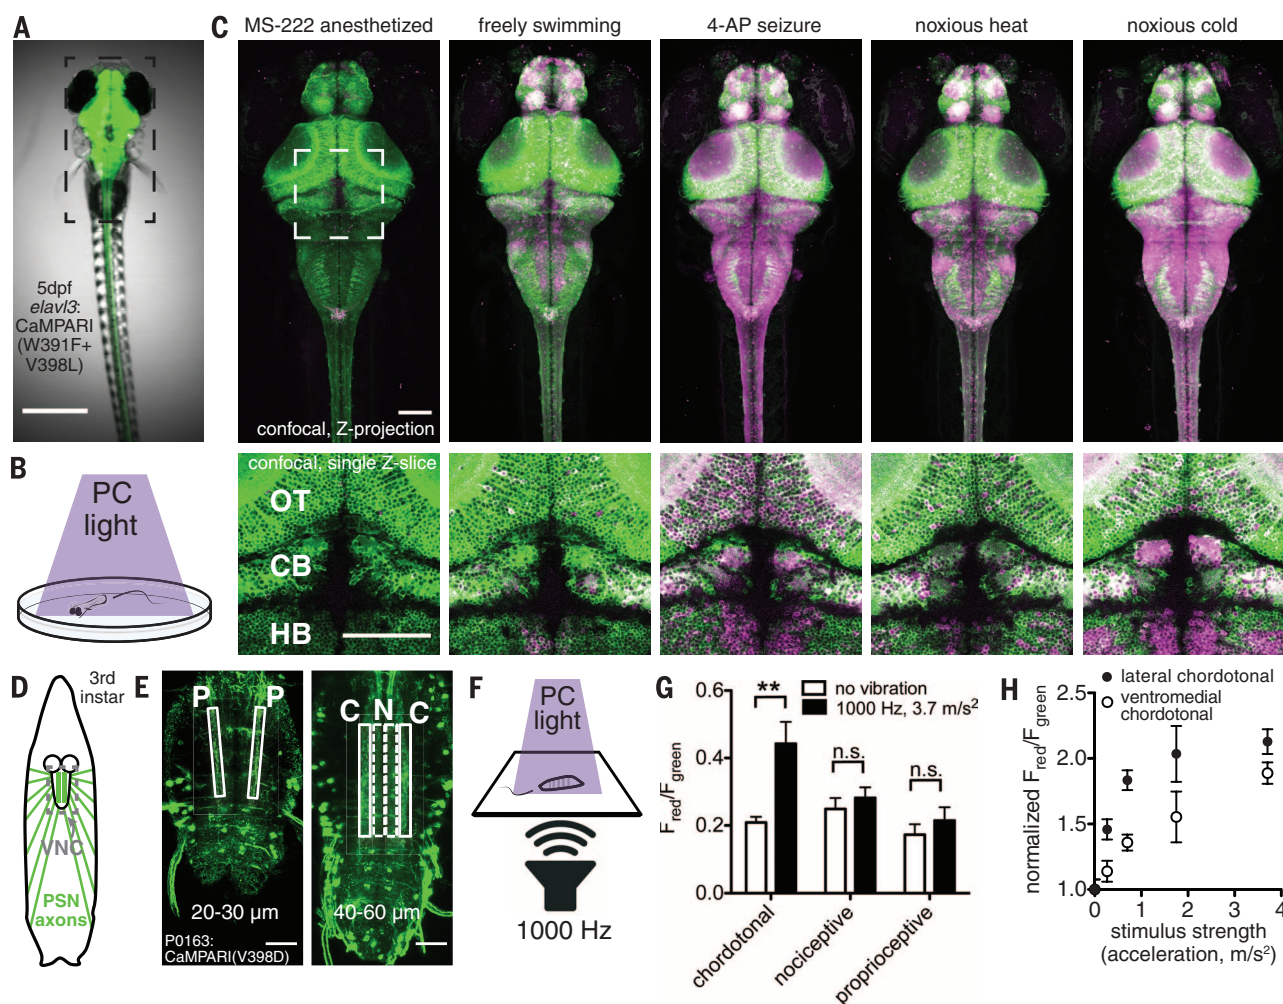 A
5dpf
elavl3:
CaMPARI
(W391F+
V398L)
B
PC
light
C
MS-222 anesthetized
freely swimming
4-AP seizure
noxious heat
noxious cold
confocal, Z-projection
confocal, single Z-slice
OT
CB
HB
D
3rd
instar
VNC
PSN
axons
E
P P
20-30 µm
P0163:
CaMPARI(V398D)
C N C
40-60 µm
F
PC
light
1000 Hz
G
no vibration
1000 Hz, 3.7 m/s²
**
n.s.
n.s.
Fred/Fgreen
0.6
0.4
0.2
0.0
chordotonal
nociceptive
proprioceptive
H
lateral chordotonal
ventromedial
chordotonal
normalized Fred/Fgreen
2.5
2.0
1.5
1.0
0 1 2 3 4
stimulus strength
(acceleration, m/s²)